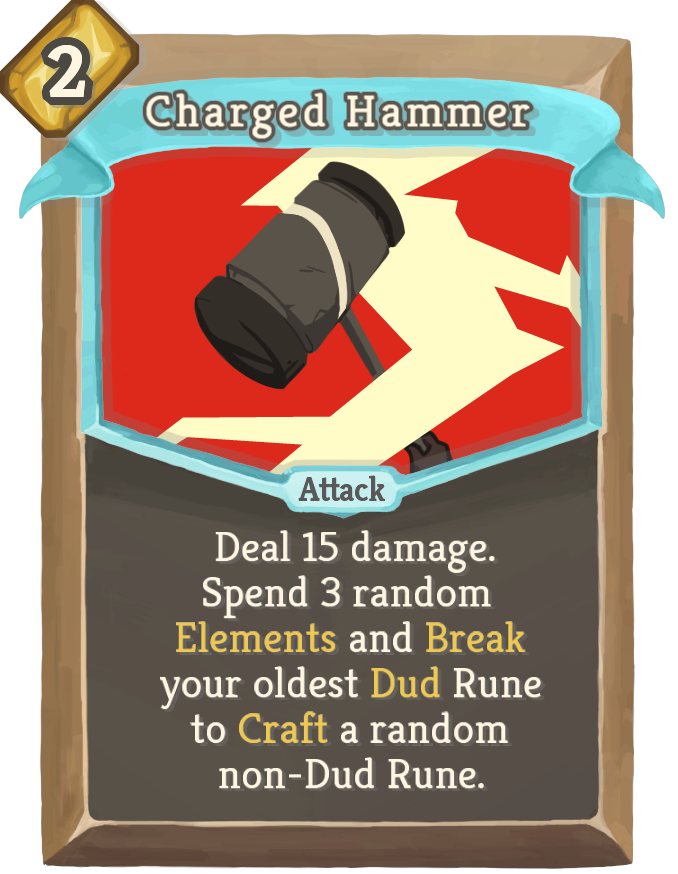 2
Charged Hammer
Attack
Deal 15 damage.
Spend 3 random
Elements and Break
your oldest Dud Rune
to Craft a random
non-Dud Rune.